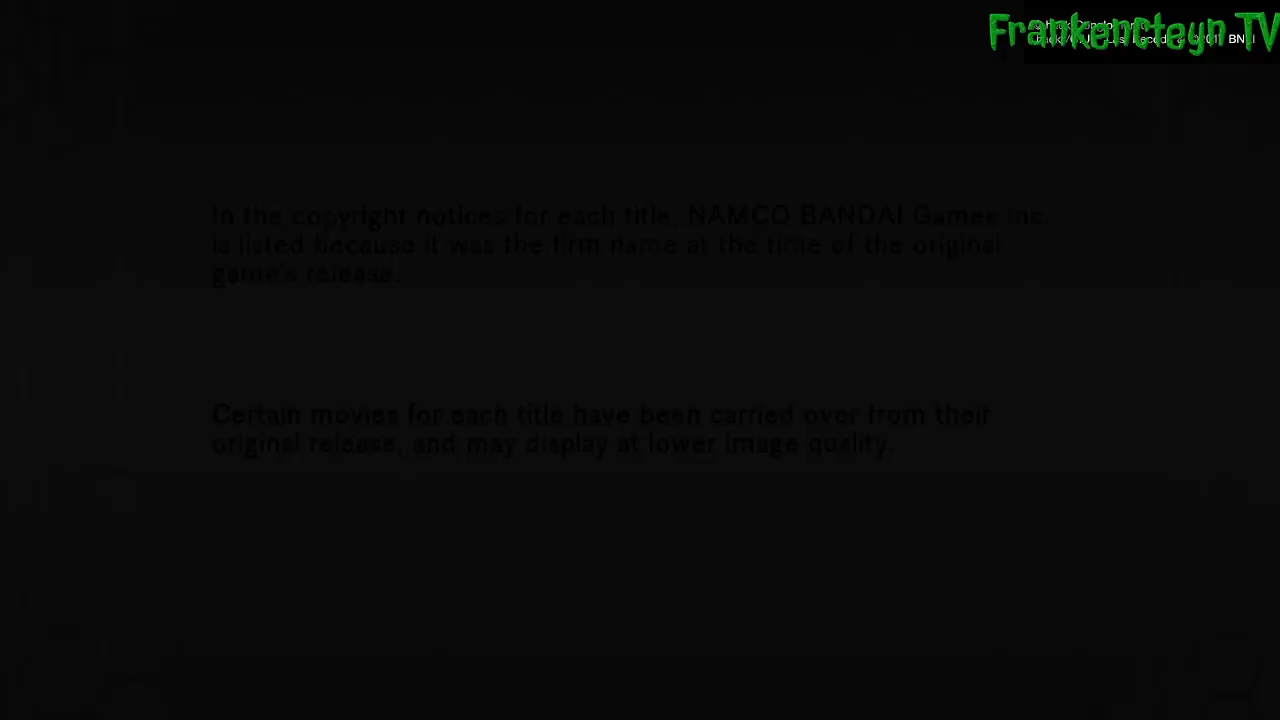 Frankencteyn TV
In the copyright notices for each title, NAMCO BANDAI Games Inc.
is listed because it was the firm name at the time of the original
game's release.
Certain movies for each title have been carried over from their
original release, and may display at lower image quality.